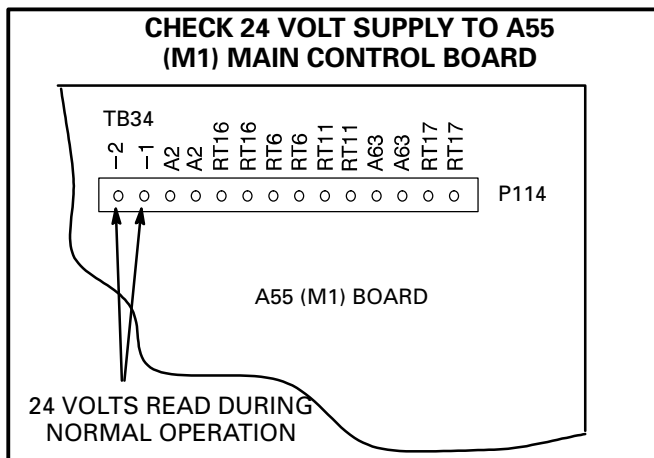 CHECK 24 VOLT SUPPLY TO A55
(M1) MAIN CONTROL BOARD
TB34
−2 −1 A2 A2 RT16 RT16 RT6 RT6 RT11 RT11 A63 A63 RT17 RT17
P114
A55 (M1) BOARD
24 VOLTS READ DURING
NORMAL OPERATION